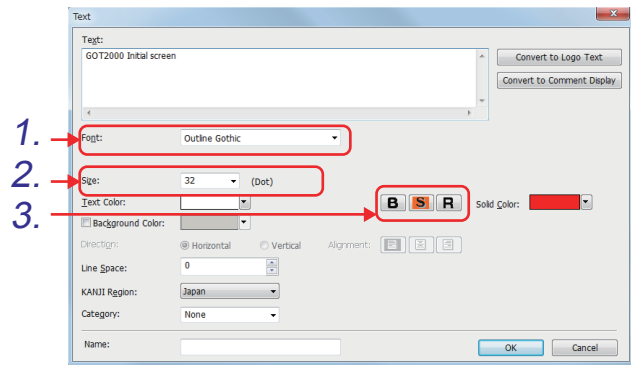 Text
Text:
GOT2000 Initial screen
Convert to Logo Text
Convert to Comment Display
1.
Font:
Outline Gothic
2.
Size:
32
(Dot)
3.
Text Color:
B S R
Solid Color:
Background Color:
Direction:
Horizontal
Vertical
Alignment:
Line Space:
0
KANJI Region:
Japan
Category:
None
Name:
OK
Cancel